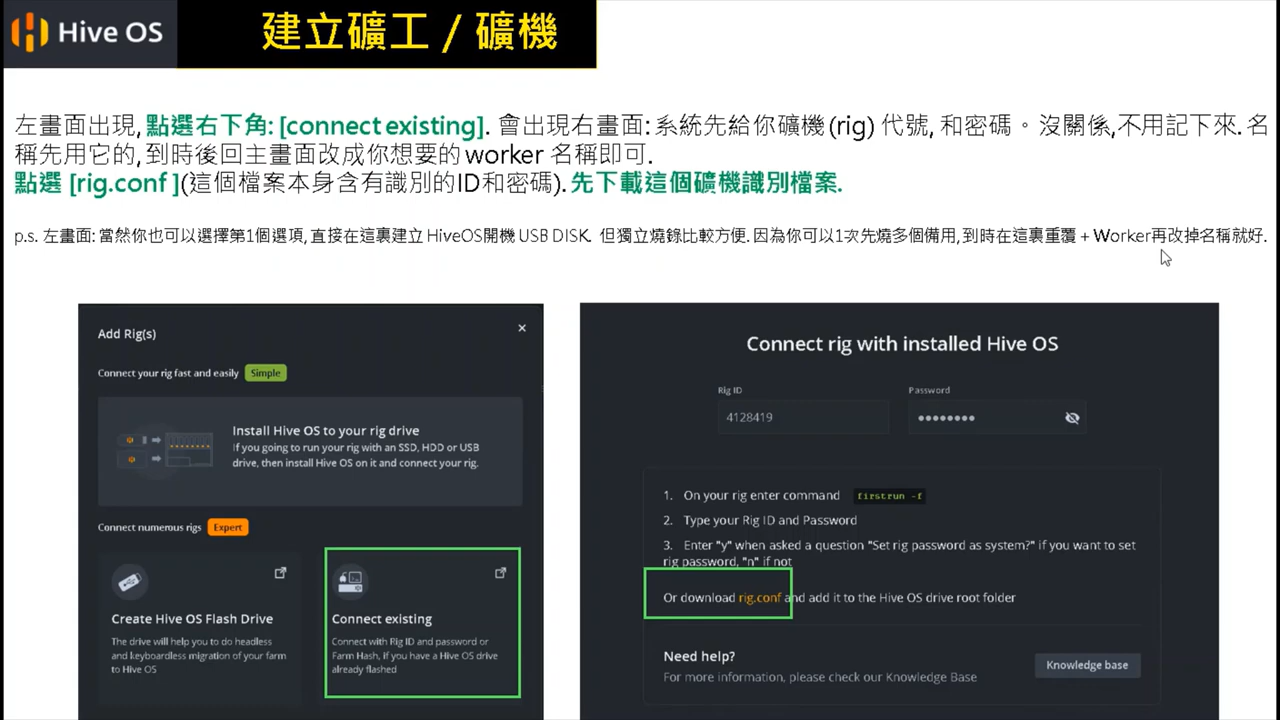 Hive OS
建立礦工 / 礦機
左畫面出現, 點選右下角: [connect existing]. 會出現右畫面: 系統先給你礦機 (rig) 代號, 和密碼。沒關係,不用記下來. 名
稱先用它的, 到時後回主畫面改成你想要的 worker 名稱即可.
點選 [rig.conf ](這個檔案本身含有識別的ID和密碼). 先下載這個礦機識別檔案.
p.s. 左畫面: 當然你也可以選擇第1個選項, 直接在這裏建立 HiveOS開機 USB DISK. 但獨立燒錄比較方便. 因為你可以1次先燒多個備用, 到時在這裏重覆 + Worker再改掉名稱就好.
Add Rig(s)
Connect your rig fast and easily Simple
Install Hive OS to your rig drive
If you going to run your rig with an SSD, HDD or USB
drive, then install Hive OS on it and connect your rig.
Connect numerous rigs Expert
Create Hive OS Flash Drive
The drive will help you to do headless
and keyboardless migration of your farm
to Hive OS
Connect existing
Connect with Rig ID and password or
Farm Hash, if you have a Hive OS drive
already flashed
Connect rig with installed Hive OS
Rig ID Password
4128419 ••••••••
1. On your rig enter command firstrun -f
2. Type your Rig ID and Password
3. Enter "y" when asked a question "Set rig password as system?" if you want to set
rig password, "n" if not
Or download rig.conf and add it to the Hive OS drive root folder
Need help?
For more information, please check our Knowledge Base
Knowledge base